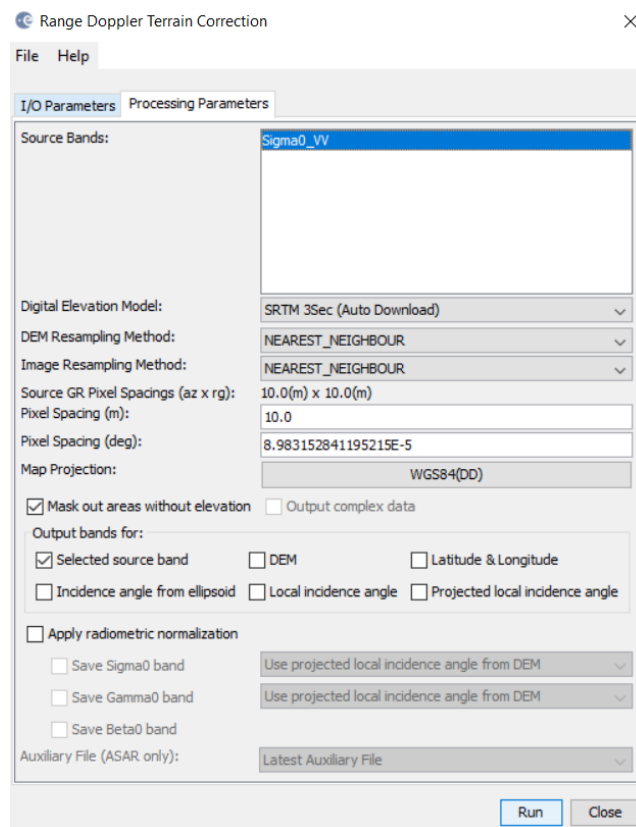 Range Doppler Terrain Correction
File Help
I/O Parameters Processing Parameters
Source Bands: Sigma0_VV
Digital Elevation Model: SRTM 3Sec (Auto Download)
DEM Resampling Method: NEAREST_NEIGHBOUR
Image Resampling Method: NEAREST_NEIGHBOUR
Source GR Pixel Spacings (az x rg): 10.0(m) x 10.0(m)
Pixel Spacing (m): 10.0
Pixel Spacing (deg): 8.983152841195215E-5
Map Projection: WGS84(DD)
Mask out areas without elevation Output complex data
Output bands for:
Selected source band DEM Latitude & Longitude
Incidence angle from ellipsoid Local incidence angle Projected local incidence angle
Apply radiometric normalization
Save Sigma0 band Use projected local incidence angle from DEM
Save Gamma0 band Use projected local incidence angle from DEM
Save Beta0 band
Auxiliary File (ASAR only): Latest Auxiliary File
Run Close